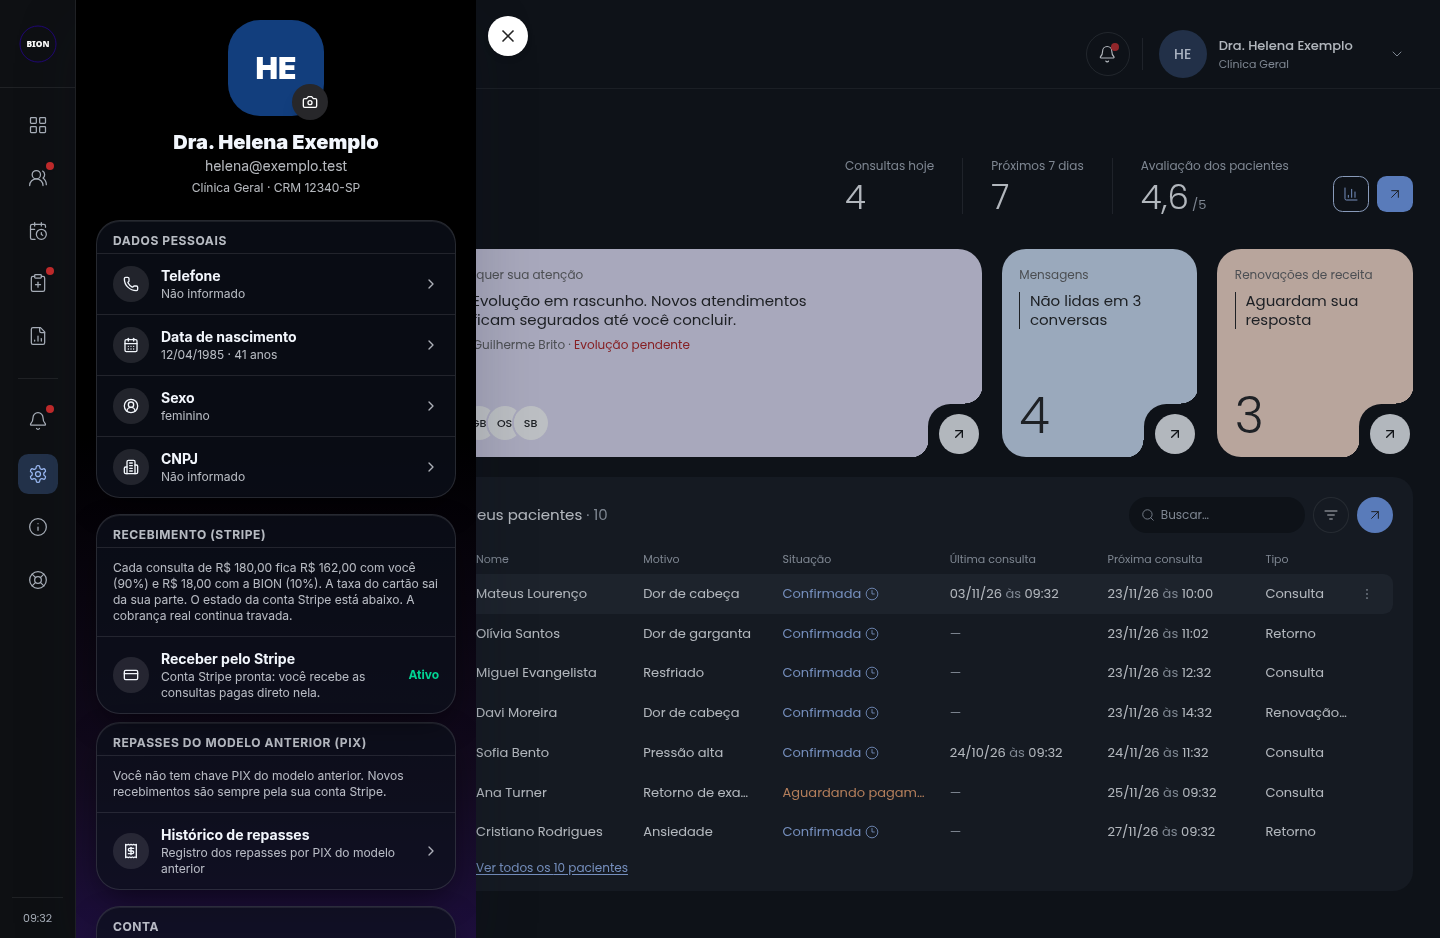 BION
HE
Dra. Helena Exemplo
helena@exemplo.test
Clínica Geral · CRM 12340-SP
DADOS PESSOAIS
Telefone
Não informado
Data de nascimento
12/04/1985 · 41 anos
Sexo
feminino
CNPJ
Não informado
RECEBIMENTO (STRIPE)
Cada consulta de R$ 180,00 fica R$ 162,00 com você
(90%) e R$ 18,00 com a BION (10%). A taxa do cartão sai
da sua parte. O estado da conta Stripe está abaixo. A
cobrança real continua travada.
Receber pelo Stripe
Conta Stripe pronta: você recebe as
consultas pagas direto nela.
Ativo
REPASSES DO MODELO ANTERIOR (PIX)
Você não tem chave PIX do modelo anterior. Novos
recebimentos são sempre pela sua conta Stripe.
Histórico de repasses
Registro dos repasses por PIX do modelo
anterior
CONTA
09:32
HE
Dra. Helena Exemplo
Clínica Geral
Consultas hoje
4
Próximos 7 dias
7
Avaliação dos pacientes
4,6 /5
quer sua atenção
Evolução em rascunho. Novos atendimentos
ficam segurados até você concluir.
Guilherme Brito · Evolução pendente
GB OS SB
Mensagens
Não lidas em 3
conversas
4
Renovações de receita
Aguardam sua
resposta
3
eus pacientes · 10
Buscar...
Nome Motivo Situação Última consulta Próxima consulta Tipo
Mateus Lourenço Dor de cabeça Confirmada 03/11/26 às 09:32 23/11/26 às 10:00 Consulta
Olívia Santos Dor de garganta Confirmada — 23/11/26 às 11:02 Retorno
Miguel Evangelista Resfriado Confirmada — 23/11/26 às 12:32 Consulta
Davi Moreira Dor de cabeça Confirmada — 23/11/26 às 14:32 Renovação...
Sofia Bento Pressão alta Confirmada 24/10/26 às 09:32 24/11/26 às 11:32 Consulta
Ana Turner Retorno de exa... Aguardando pagam... — 25/11/26 às 09:32 Consulta
Cristiano Rodrigues Ansiedade Confirmada — 27/11/26 às 09:32 Retorno
Ver todos os 10 pacientes